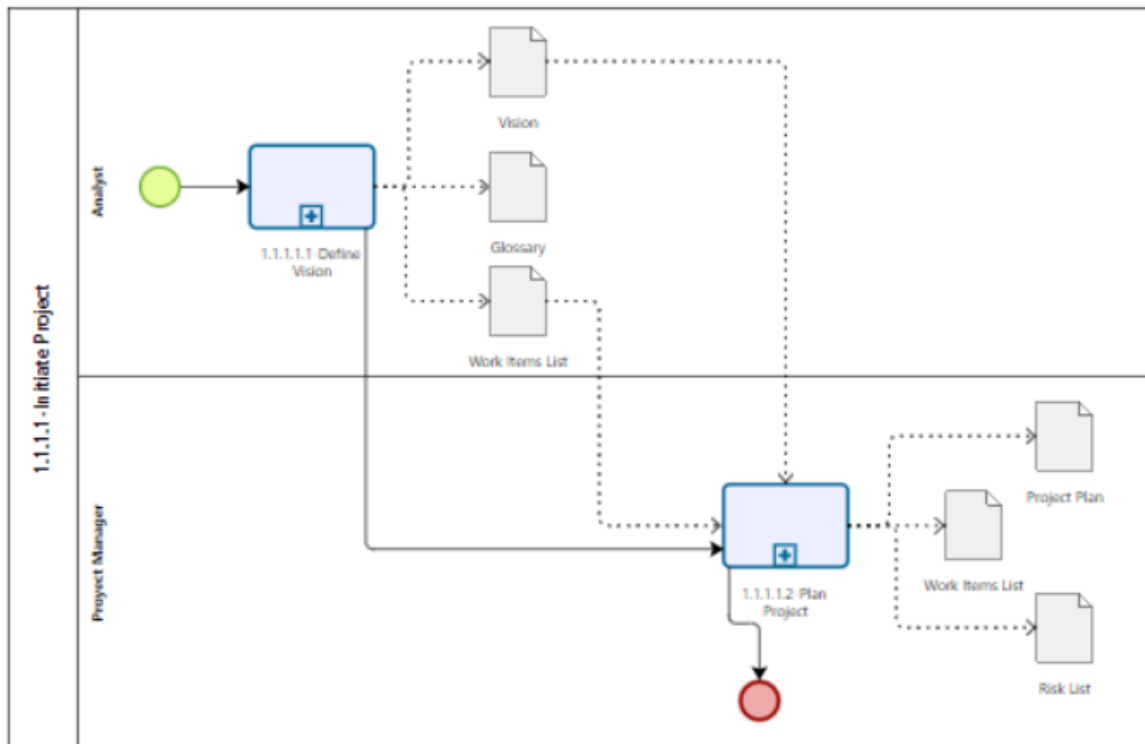 1.1.1.1 - Initiate Project
Analyst
Vision
1.1.1.1.1-Define
Vision
Glossary
Work Items List
Proyect Manager
Project Plan
1.1.1.1.2-Plan
Project
Work Items List
Risk List